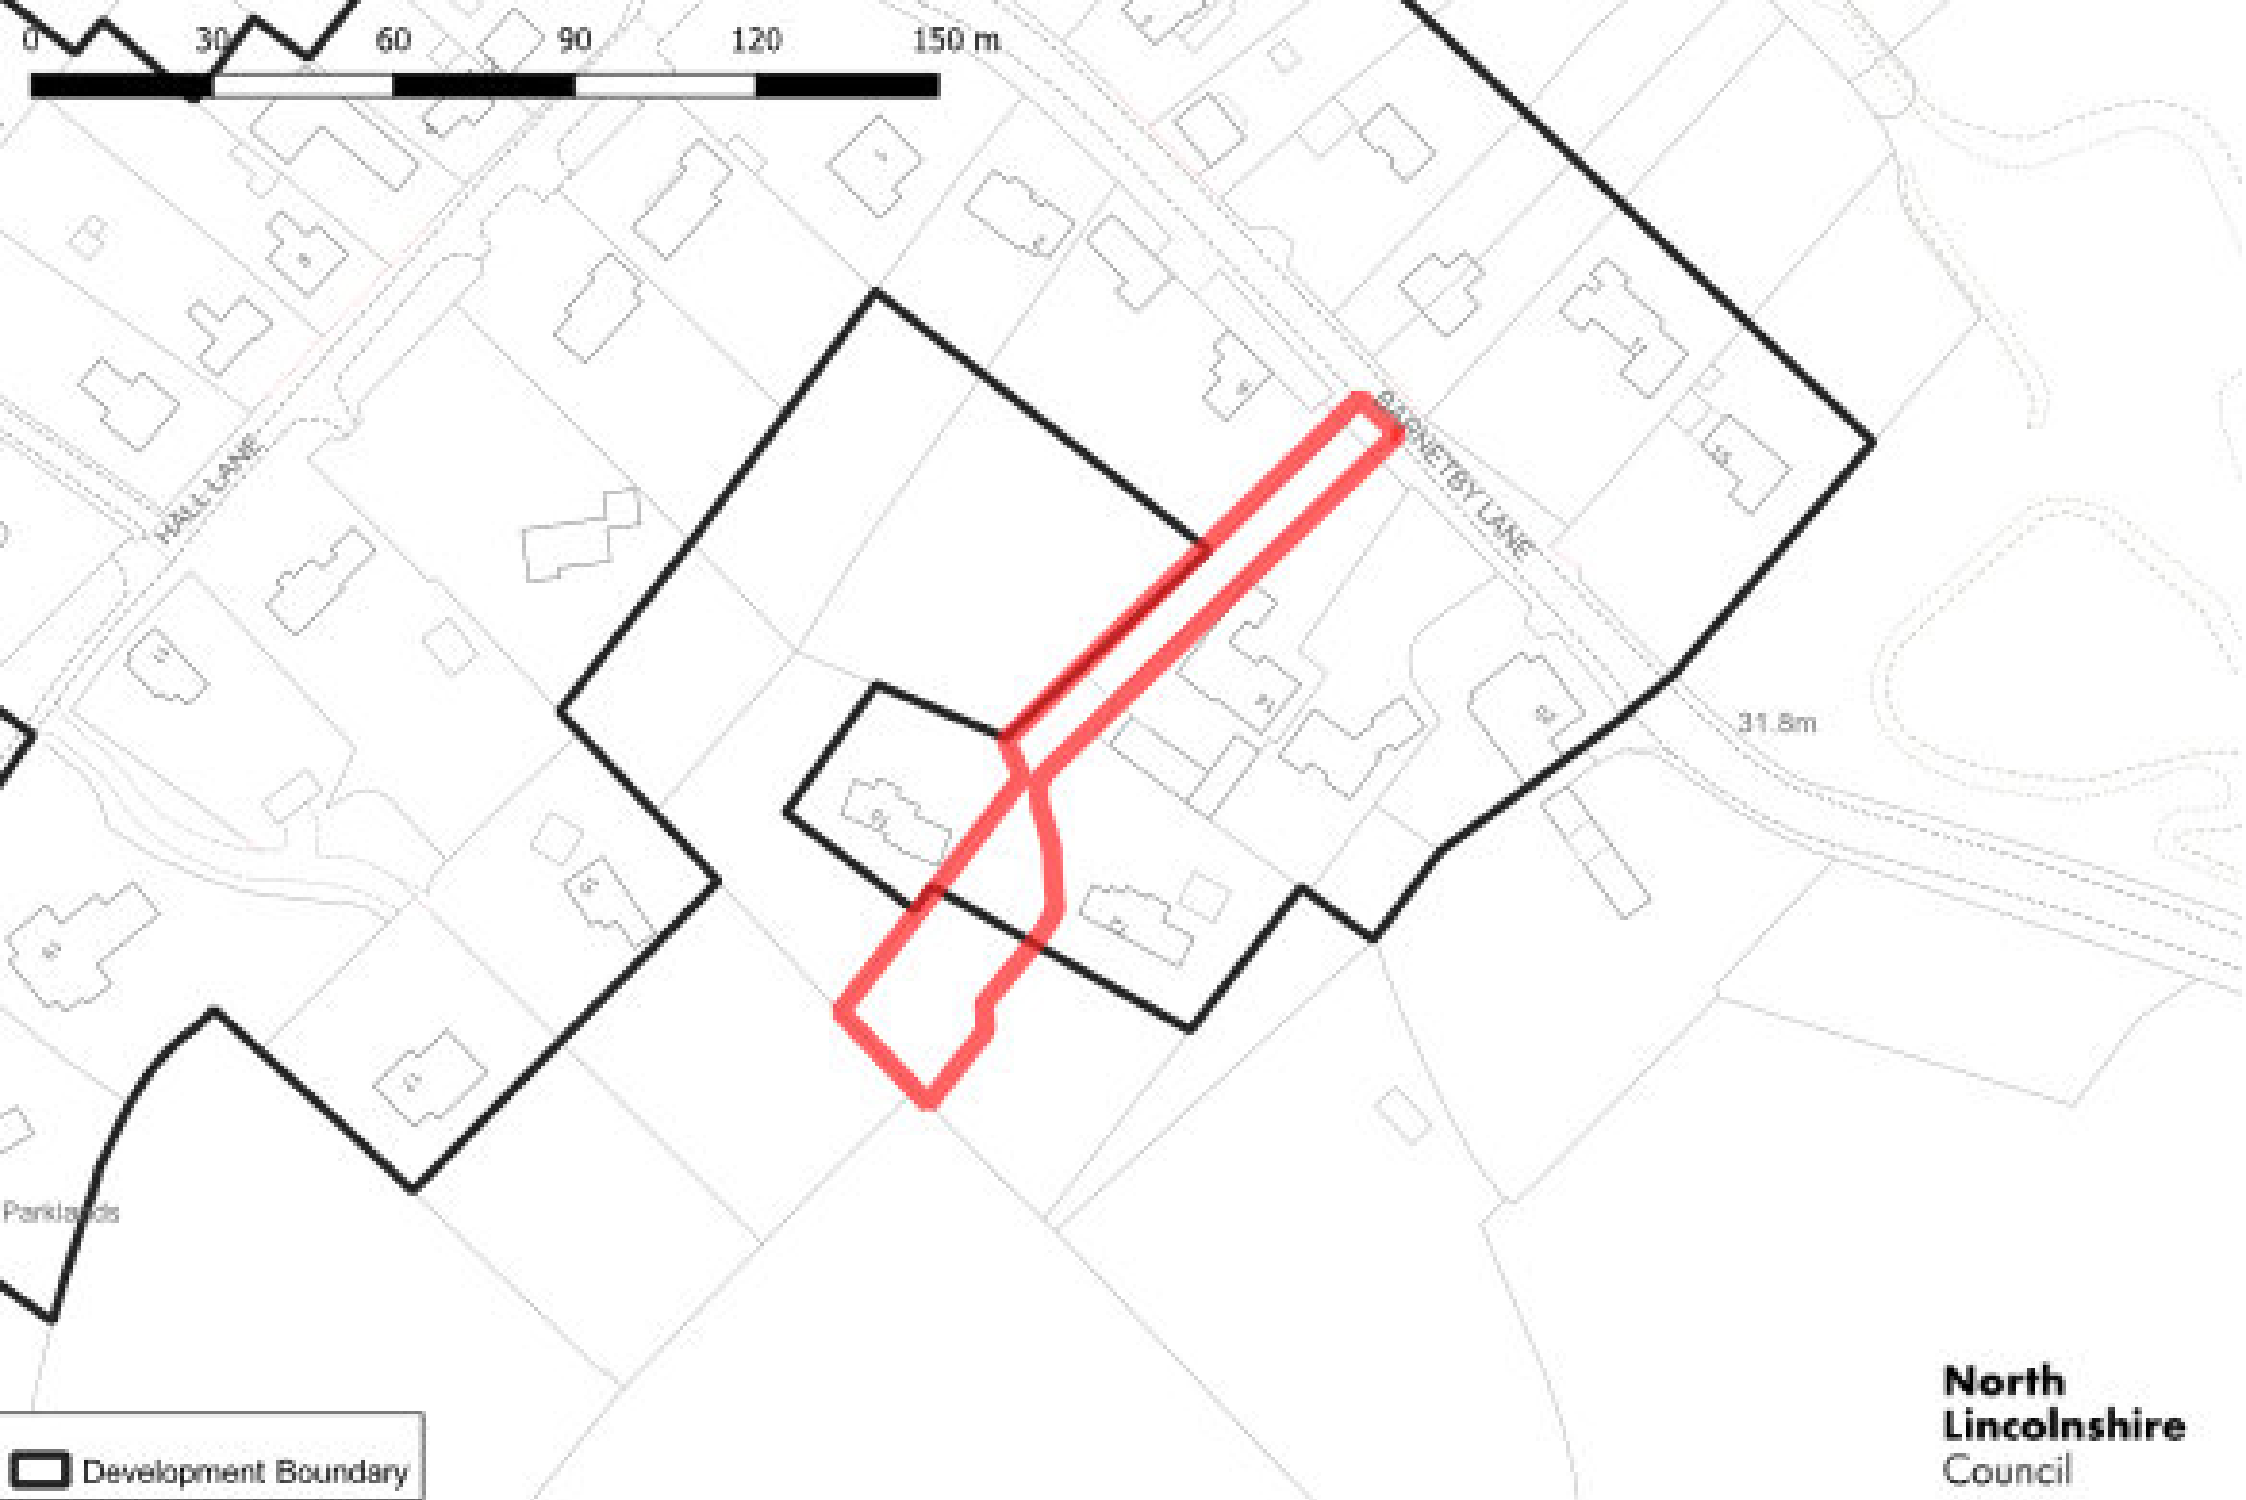 0 30 60 90 120 150 m
HALL LANE
BARNETBY LANE
31.8m
Parklands
Development Boundary
North
Lincolnshire
Council